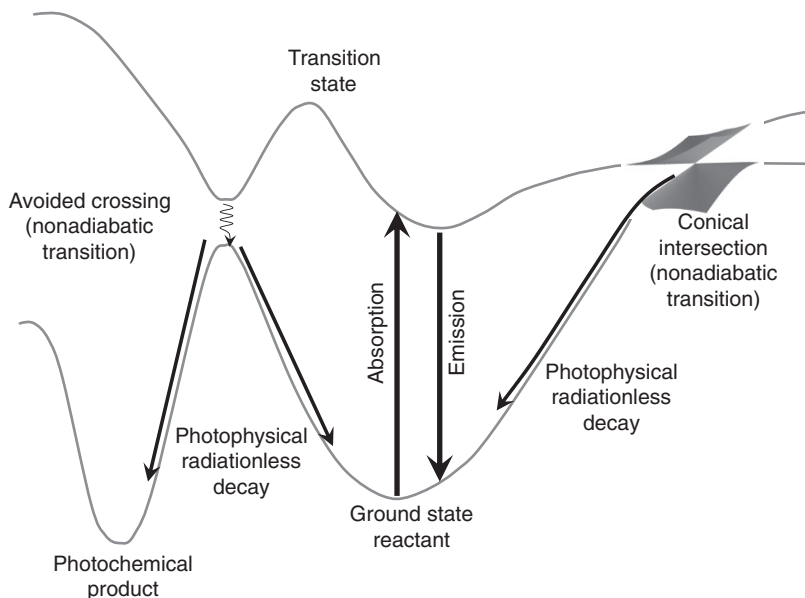 Transition
state
Avoided crossing
(nonadiabatic
transition)
Conical
intersection
(nonadiabatic
transition)
Absorption
Emission
Photophysical
radiationless
decay
Photophysical
radiationless
decay
Ground state
reactant
Photochemical
product